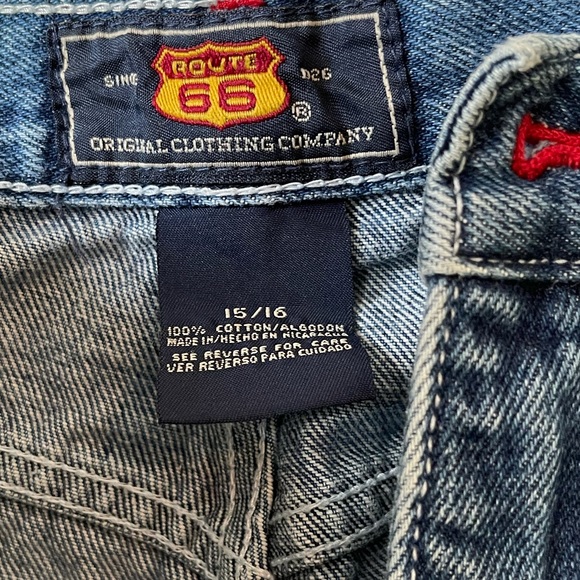 ROUTE
SINCE 66 1926 ®
ORIGINAL CLOTHING COMPANY
15/16
100% COTTON/ALGODON
MADE IN/HECHO EN NICARAGUA
SEE REVERSE FOR CARE
VER REVERSO PARA CUIDADO